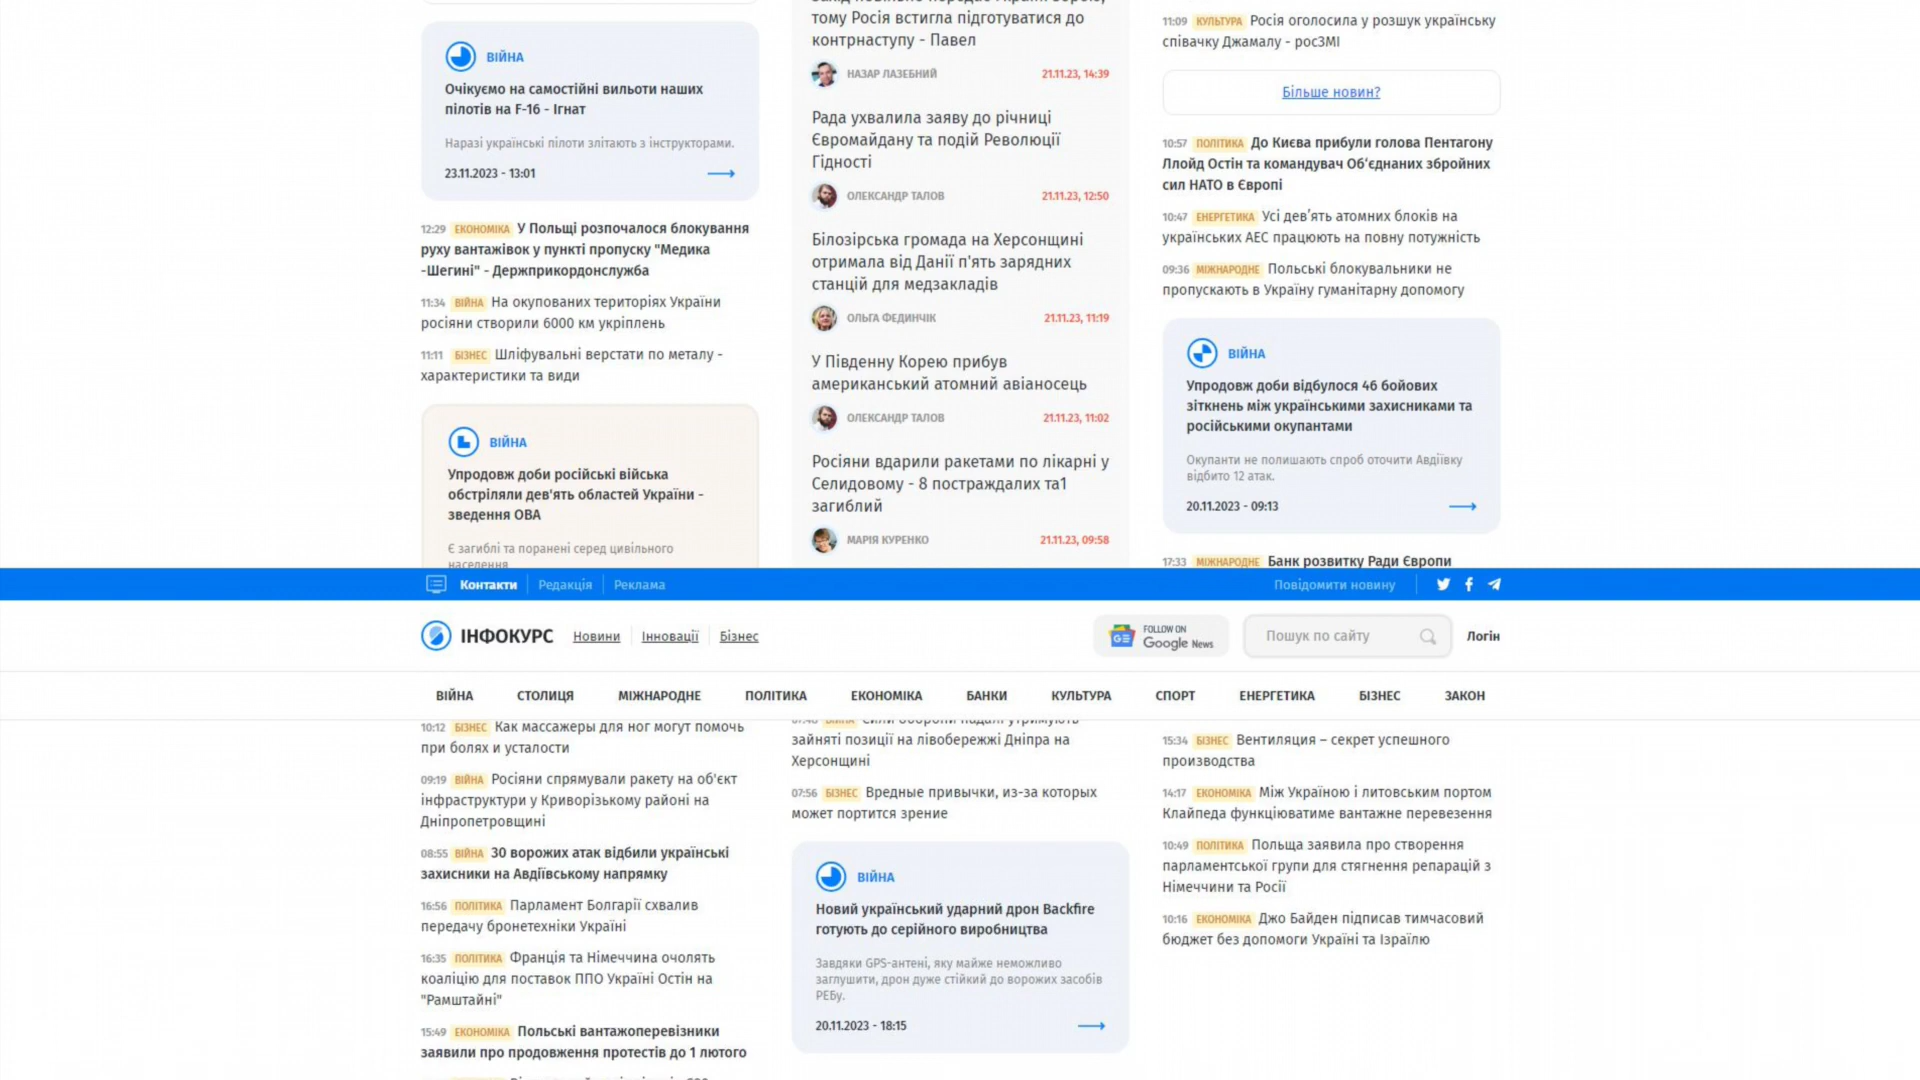 ВІЙНА
Очікуємо на самостійні вильоти наших
пілотів на F-16 - Ігнат
Наразі українські пілоти злітають з інструкторами.
23.11.2023 - 13:01
12:29 ЕКОНОМІКА У Польщі розпочалося блокування
руху вантажівок у пункті пропуску "Медика
-Шегині" - Держприкордонслужба
11:34 ВІЙНА На окупованих територіях України
росіяни створили 6000 км укріплень
11:11 БІЗНЕС Шліфувальні верстати по металу -
характеристики та види
ВІЙНА
Упродовж доби російські війська
обстріляли дев'ять областей України -
зведення ОВА
Є загиблі та поранені серед цивільного
населення
тому Росія встигла підготуватися до
контрнаступу - Павел
НАЗАР ЛАЗЕБНИЙ 21.11.23, 14:39
Рада ухвалила заяву до річниці
Євромайдану та подій Революції
Гідності
ОЛЕКСАНДР ТАЛОВ 21.11.23, 12:50
Білозірська громада на Херсонщині
отримала від Данії п'ять зарядних
станцій для медзакладів
ОЛЬГА ФЕДИНЧІК 21.11.23, 11:19
У Південну Корею прибув
американський атомний авіаносець
ОЛЕКСАНДР ТАЛОВ 21.11.23, 11:02
Росіяни вдарили ракетами по лікарні у
Селидовому - 8 постраждалих та1
загиблий
МАРІЯ КУРЕНКО 21.11.23, 09:58
11:09 КУЛЬТУРА Росія оголосила у розшук українську
співачку Джамалу - росЗМІ
Більше новин?
10:57 ПОЛІТИКА До Києва прибули голова Пентагону
Ллойд Остін та командувач Об‘єднаних збройних
сил НАТО в Європі
10:47 ЕНЕРГЕТИКА Усі дев’ять атомних блоків на
українських АЕС працюють на повну потужність
09:36 МІЖНАРОДНЕ Польські блокувальники не
пропускають в Україну гуманітарну допомогу
ВІЙНА
Упродовж доби відбулося 46 бойових
зіткнень між українськими захисниками та
російськими окупантами
Окупанти не полишають спроб оточити Авдіївку
відбито 12 атак.
20.11.2023 - 09:13
17:33 МІЖНАРОДНЕ Банк розвитку Ради Європи
Контакти Редакція Реклама Повідомити новину
ІНФОКУРС Новини Інновації Бізнес FOLLOW ON
Google News Пошук по сайту Логін
ВІЙНА СТОЛИЦЯ МІЖНАРОДНЕ ПОЛІТИКА ЕКОНОМІКА БАНКИ КУЛЬТУРА СПОРТ ЕНЕРГЕТИКА БІЗНЕС ЗАКОН
10:12 БІЗНЕС Как массажеры для ног могут помочь
при болях и усталости
09:19 ВІЙНА Росіяни спрямували ракету на об'єкт
інфраструктури у Криворізькому районі на
Дніпропетровщині
08:55 ВІЙНА 30 ворожих атак відбили українські
захисники на Авдіївському напрямку
16:56 ПОЛІТИКА Парламент Болгарії схвалив
передачу бронетехніки Україні
16:35 ПОЛІТИКА Франція та Німеччина очолять
коаліцію для поставок ППО Україні Остін на
"Рамштайні"
15:49 ЕКОНОМІКА Польські вантажоперевізники
заявили про продовження протестів до 1 лютого
зайняті позиції на лівобережжі Дніпра на
Херсонщині
07:56 БІЗНЕС Вредные привычки, из-за которых
может портится зрение
ВІЙНА
Новий український ударний дрон Backfire
готують до серійного виробництва
Завдяки GPS-антені, яку майже неможливо
заглушити, дрон дуже стійкий до ворожих засобів
РЕБу.
20.11.2023 - 18:15
15:34 БІЗНЕС Вентиляция – секрет успешного
производства
14:17 ЕКОНОМІКА Між Україною і литовським портом
Клайпеда функціюватиме вантажне перевезення
10:49 ПОЛІТИКА Польща заявила про створення
парламентської групи для стягнення репарацій з
Німеччини та Росії
10:16 ЕКОНОМІКА Джо Байден підписав тимчасовий
бюджет без допомоги Україні та Ізраїлю